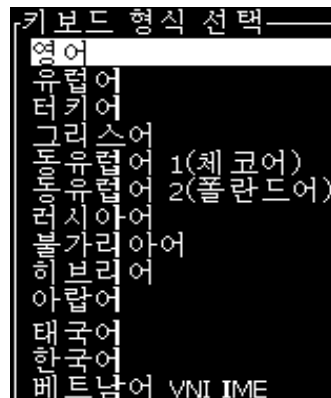 키보드 형식 선택
영어
유럽어
터키어
그리스어
동유럽어 1(체코어)
동유럽어 2(폴란드어)
러시아어
불가리아어
히브리어
아랍어
태국어
한국어
베트남어 VNI IME